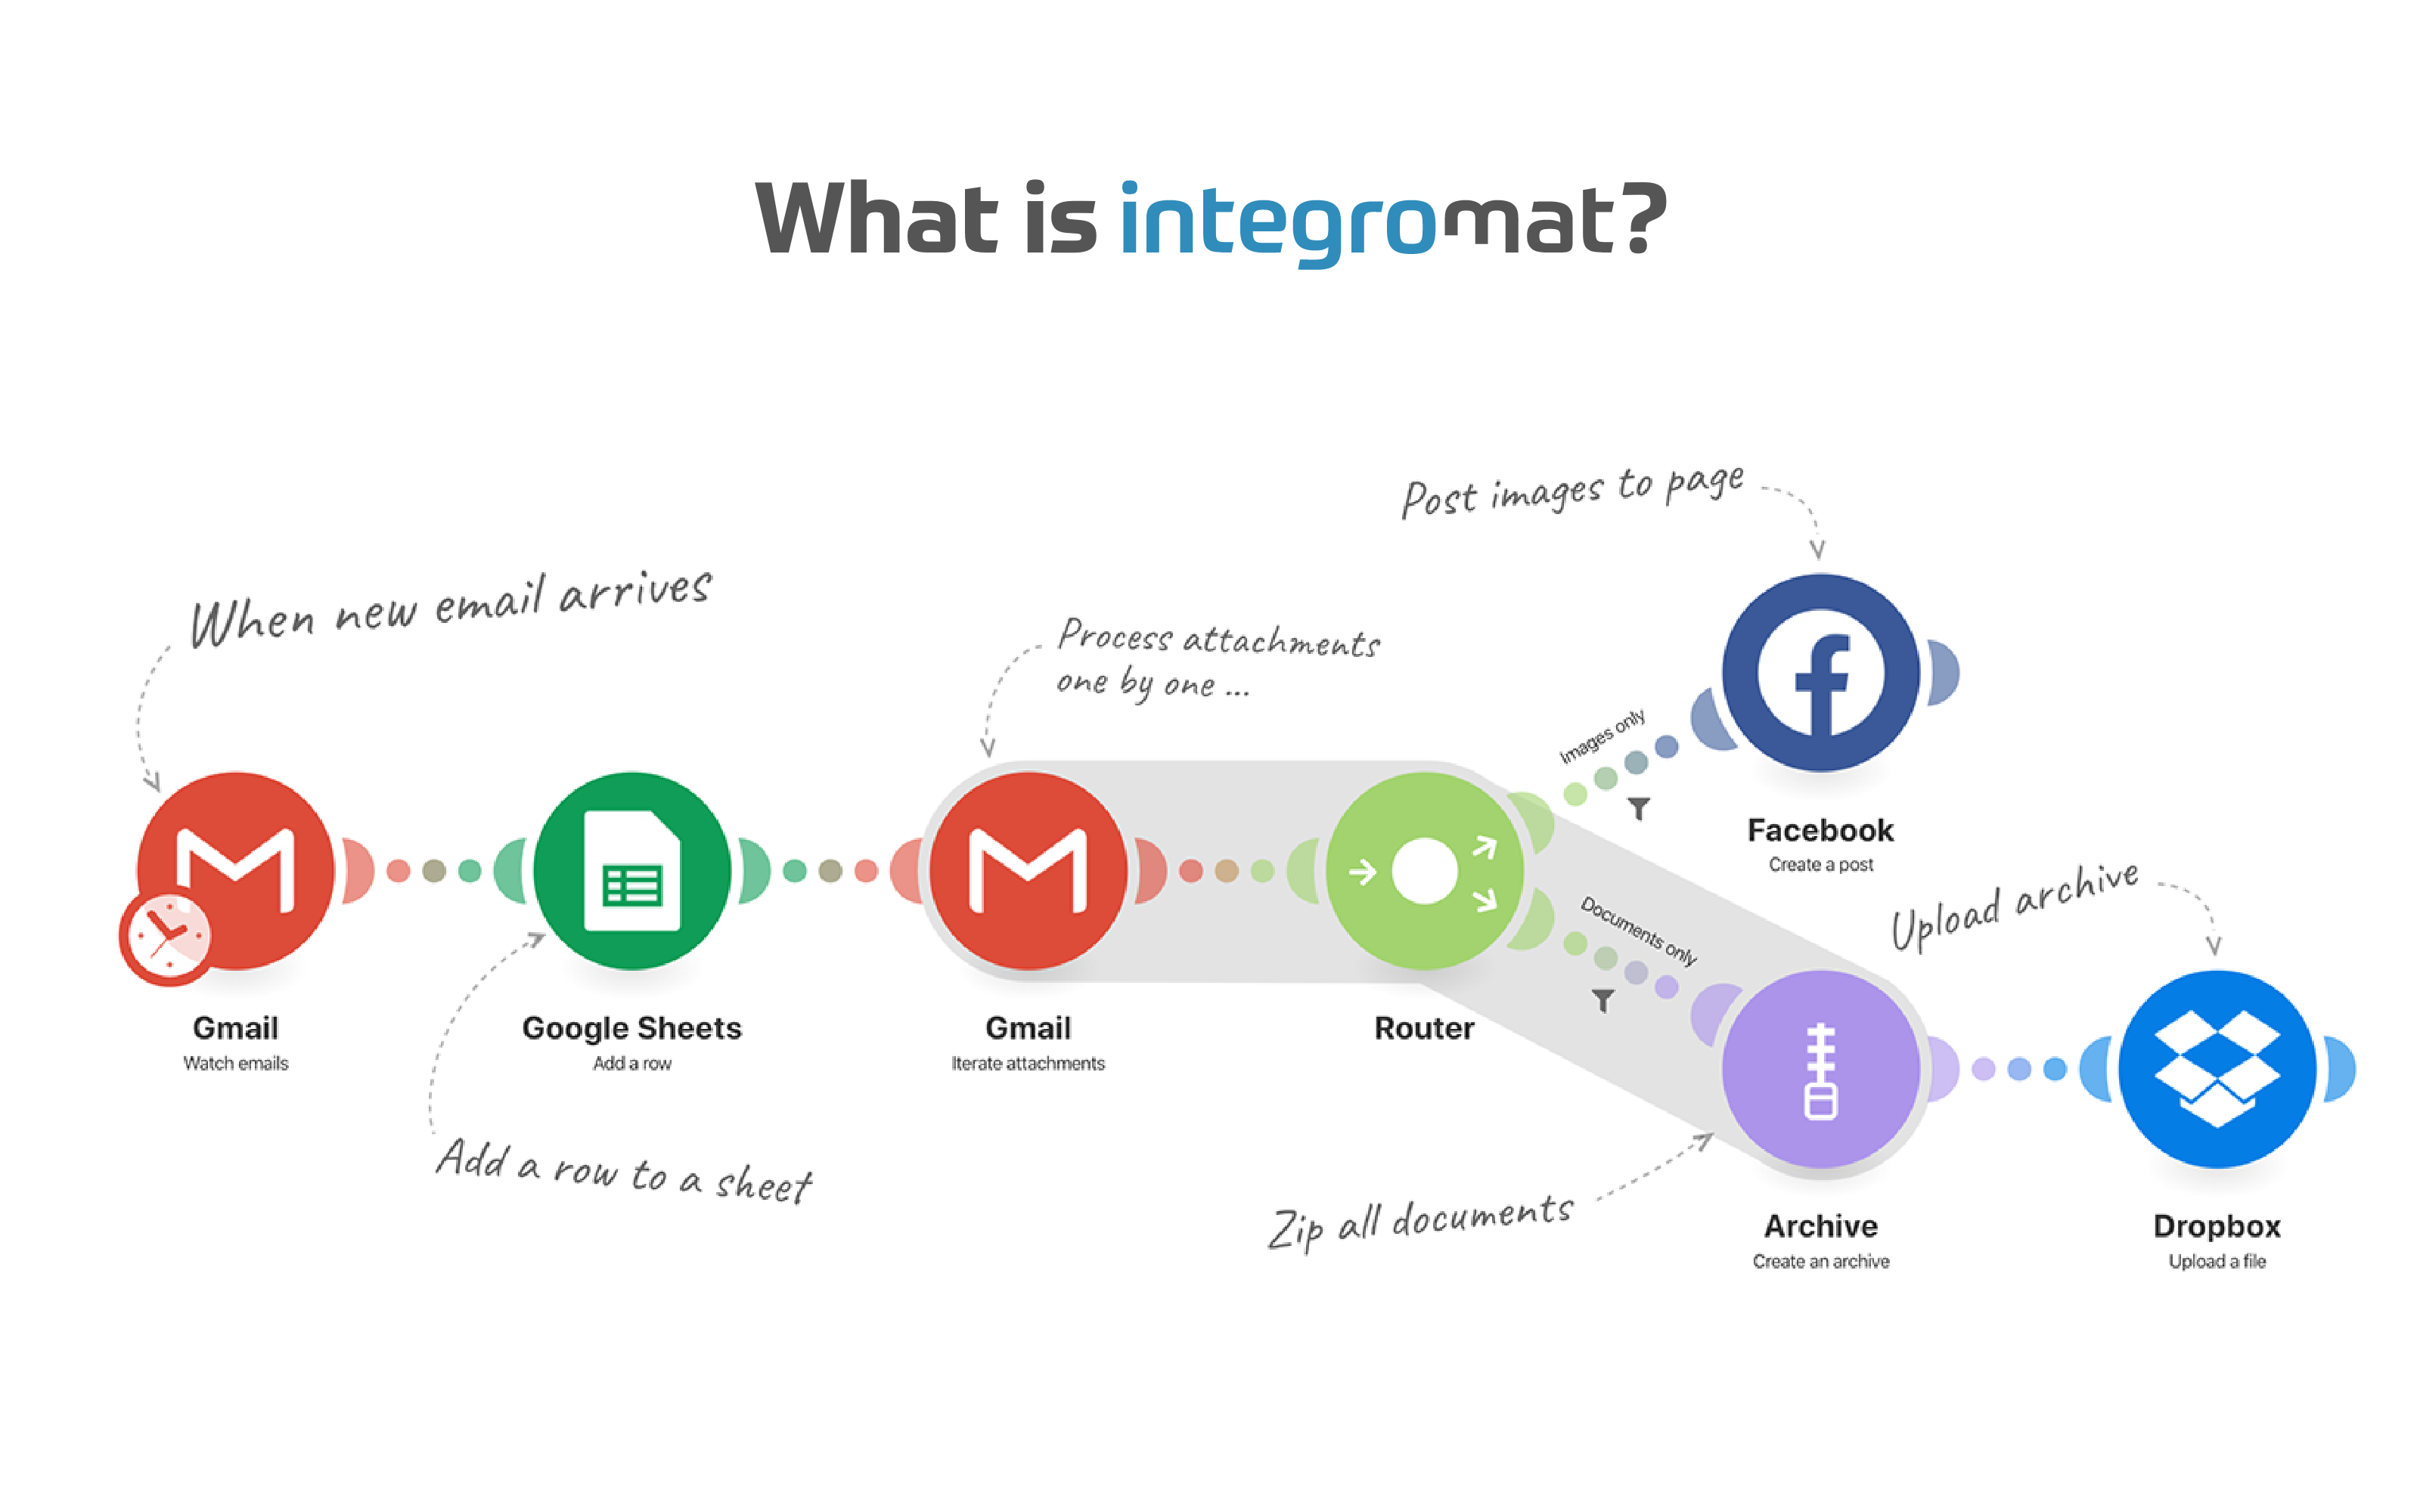 What is integromat?
Post images to page
When new email arrives
Process attachments
one by one ...
Images only
Facebook
Create a post
Documents only
Upload archive
Gmail
Watch emails
Google Sheets
Add a row
Gmail
Iterate attachments
Router
Add a row to a sheet
Zip all documents
Archive
Create an archive
Dropbox
Upload a file